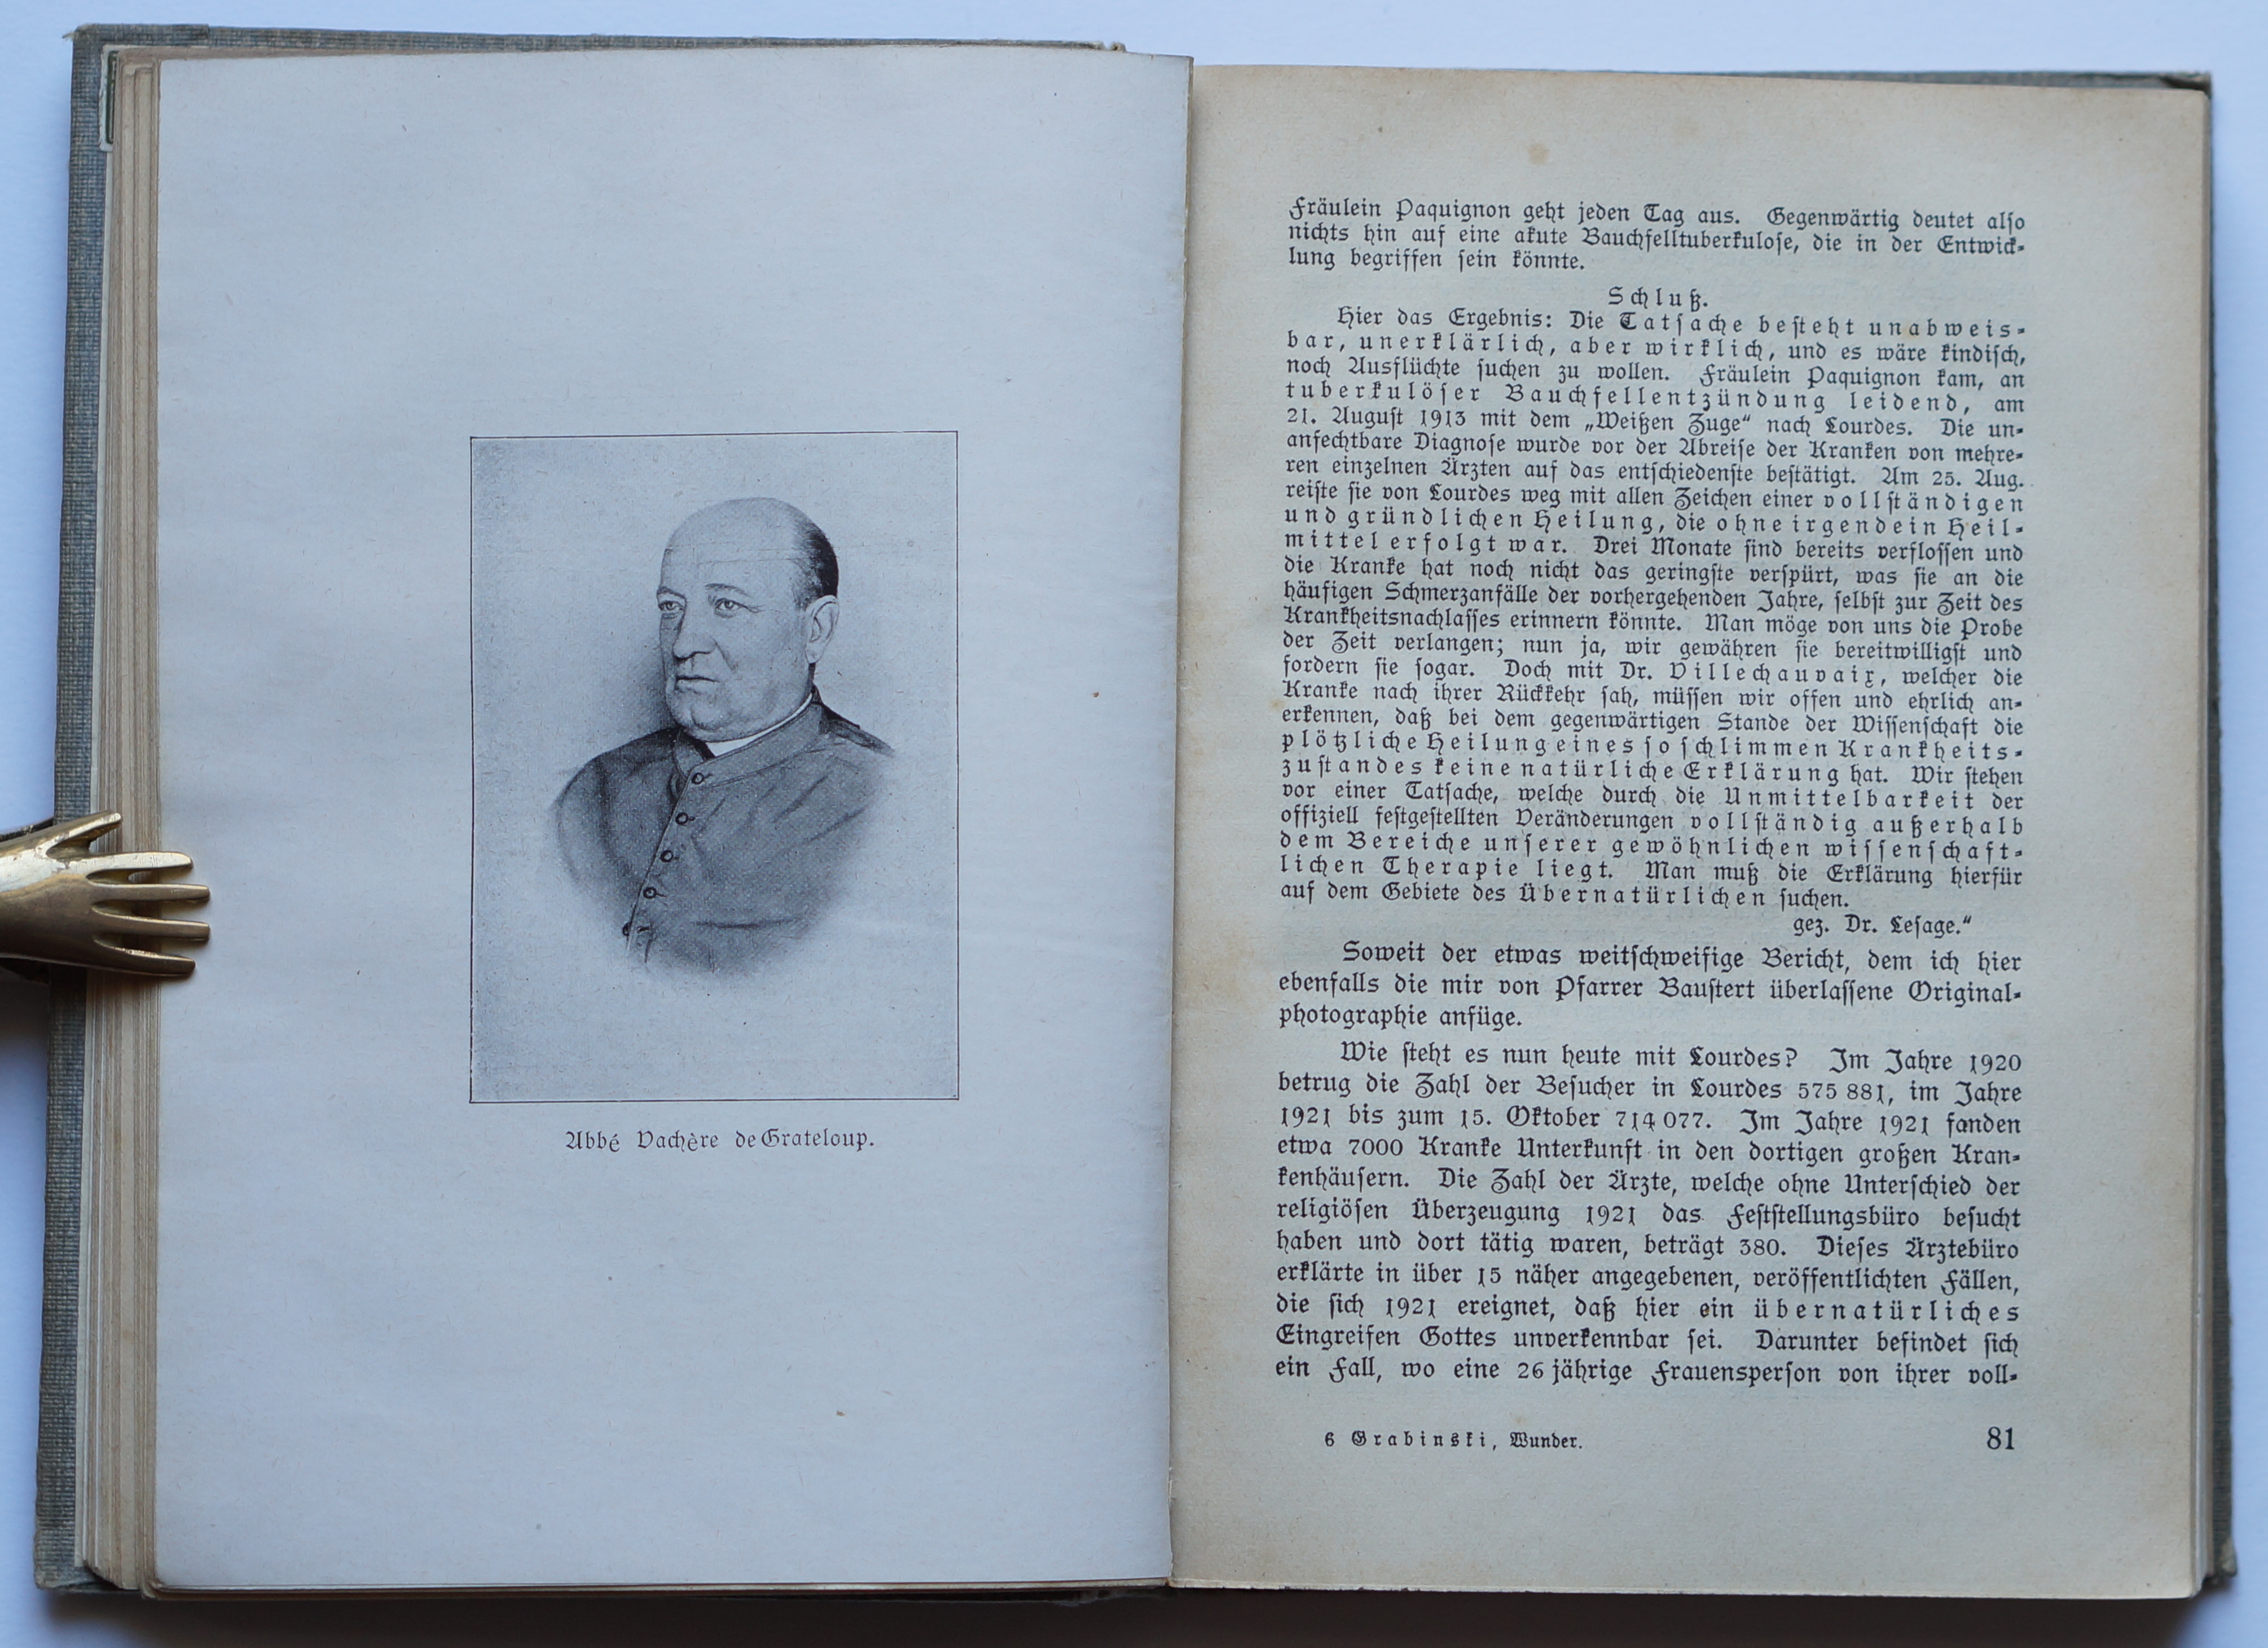 Abbé Vachère de Grateloup.
Fräulein Paquignon geht jeden Tag aus. Gegenwärtig deutet alſo
nichts hin auf eine akute Bauchfelltuberkuloſe, die in der Entwick-
lung begriffen ſein könnte.
Schluß.
Hier das Ergebnis: Die Tatſache beſteht unabweis-
bar, unerklärlich, aber wirklich, und es wäre kindiſch,
noch Ausflüchte ſuchen zu wollen. Fräulein Paquignon kam, an
tuberkulöſer Bauchfellentzündung leidend, am
21. Auguſt 1913 mit dem „Weißen Zuge“ nach Lourdes. Die un-
anfechtbare Diagnoſe wurde vor der Abreiſe der Kranken von mehre-
ren einzelnen Ärzten auf das entſchiedenſte beſtätigt. Am 25. Aug.
reiſte ſie von Lourdes weg mit allen Zeichen einer vollſtändigen
und gründlichen Heilung, die ohne irgendein Heil-
mittel erfolgt war. Drei Monate ſind bereits verfloſſen und
die Kranke hat noch nicht das geringſte verſpürt, was ſie an die
häufigen Schmerzanfälle der vorhergehenden Jahre, ſelbſt zur Zeit des
Krankheitsnachlaſſes erinnern könnte. Man möge von uns die Probe
der Zeit verlangen; nun ja, wir gewähren ſie bereitwilligſt und
fordern ſie ſogar. Doch mit Dr. Villechauvaix, welcher die
Kranke nach ihrer Rückkehr ſah, müſſen wir offen und ehrlich an-
erkennen, daß bei dem gegenwärtigen Stande der Wiſſenſchaft die
plötzliche Heilung eines ſo ſchlimmen Krankheits-
zuſtandes keine natürliche Erklärung hat. Wir ſtehen
vor einer Tatſache, welche durch die Unmittelbarkeit der
offiziell feſtgeſtellten Veränderungen vollſtändig außerhalb
dem Bereiche unſerer gewöhnlichen wiſſenſchaft-
lichen Therapie liegt. Man muß die Erklärung hierfür
auf dem Gebiete des Übernatürlichen ſuchen.
gez. Dr. Leſage.“
Soweit der etwas weitſchweifige Bericht, dem ich hier
ebenfalls die mir von Pfarrer Bauſtert überlaſſene Original-
photographie anfüge.
Wie ſteht es nun heute mit Lourdes? Im Jahre 1920
betrug die Zahl der Beſucher in Lourdes 575 881, im Jahre
1921 bis zum 15. Oktober 714 077. Im Jahre 1921 fanden
etwa 7000 Kranke Unterkunft in den dortigen großen Kran-
kenhäuſern. Die Zahl der Ärzte, welche ohne Unterſchied der
religiöſen Überzeugung 1921 das Feſtſtellungsbüro beſucht
haben und dort tätig waren, beträgt 380. Dieſes Ärztebüro
erklärte in über 15 näher angegebenen, veröffentlichten Fällen,
die ſich 1921 ereignet, daß hier ein übernatürliches
Eingreifen Gottes unverkennbar ſei. Darunter befindet ſich
ein Fall, wo eine 26 jährige Frauensperſon von ihrer voll-
6 Grabinski, Wunder.
81